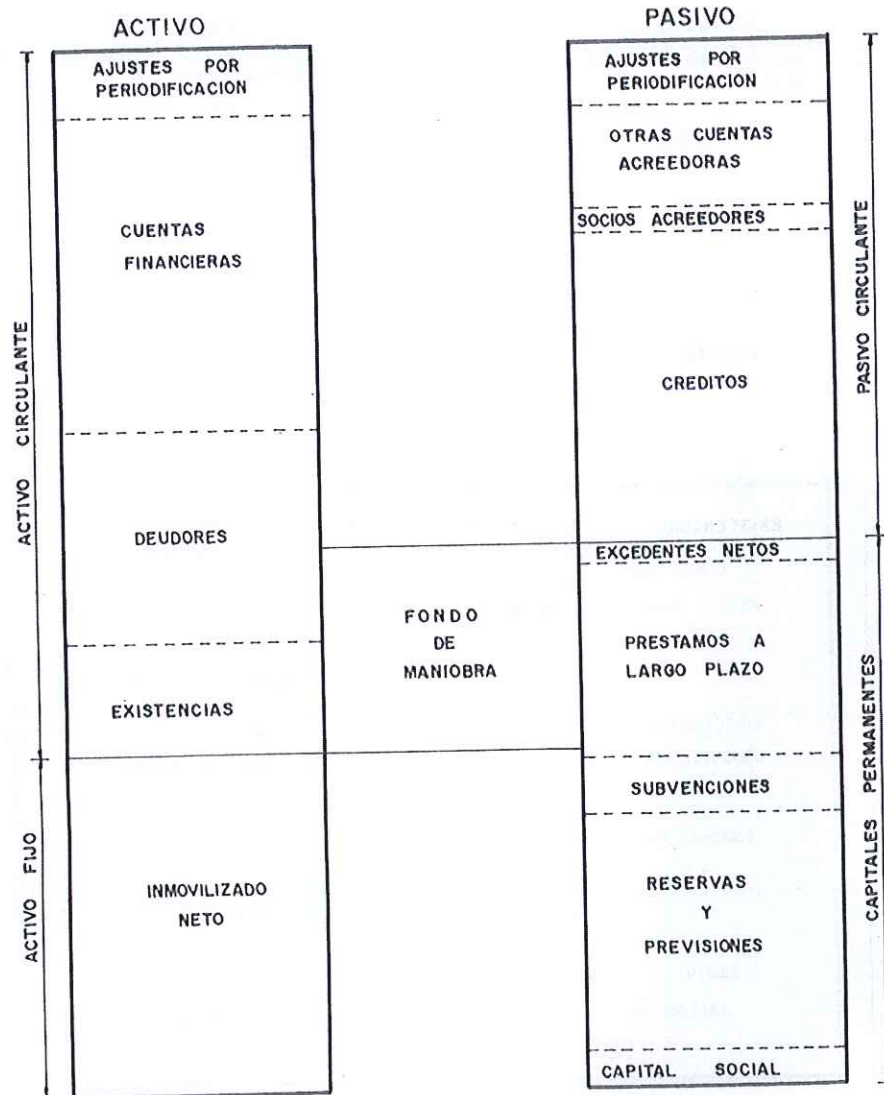 ACTIVO
AJUSTES POR
PERIODIFICACION
CUENTAS
FINANCIERAS
DEUDORES
EXISTENCIAS
INMOVILIZADO
NETO
ACTIVO CIRCULANTE
ACTIVO FIJO
FONDO
DE
MANIOBRA
PASIVO
AJUSTES POR
PERIODIFICACION
OTRAS CUENTAS
ACREEDORAS
SOCIOS ACREEDORES
CREDITOS
EXCEDENTES NETOS
PRESTAMOS A
LARGO PLAZO
SUBVENCIONES
RESERVAS
Y
PREVISIONES
CAPITAL SOCIAL
PASIVO CIRCULANTE
CAPITALES PERMANENTES